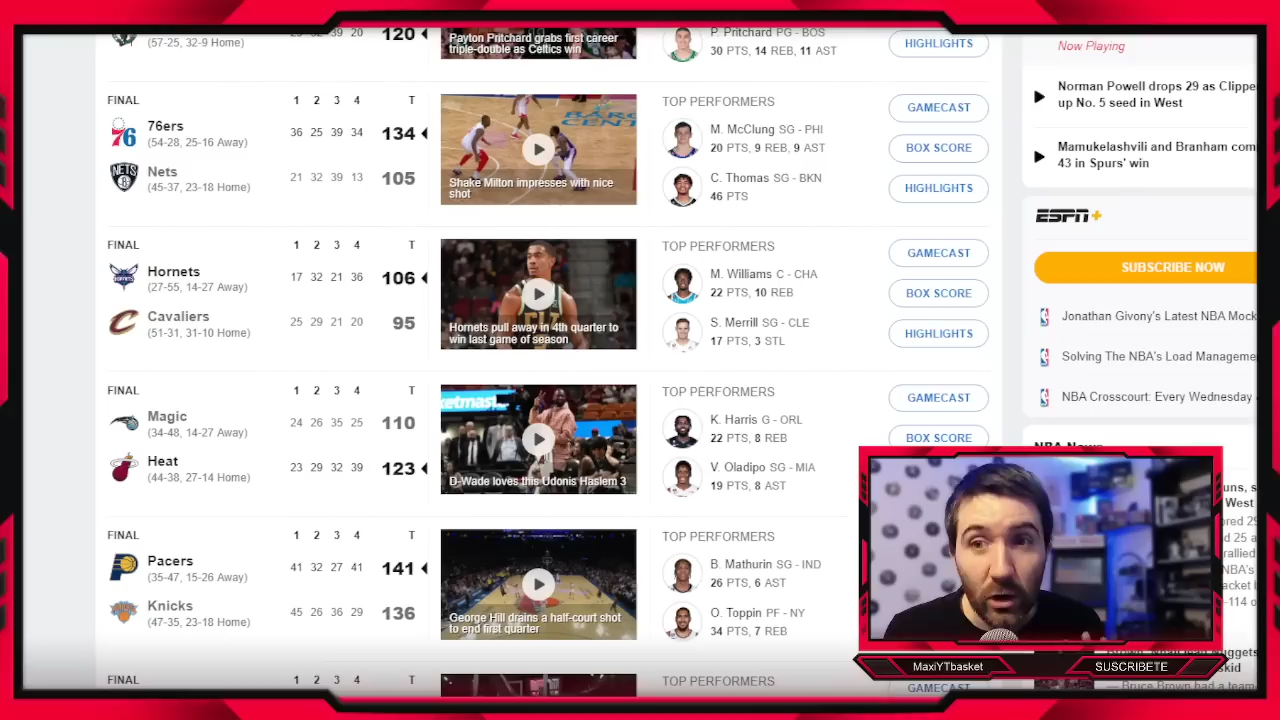 (57-25, 32-9 Home)
120
Payton Pritchard grabs first career
triple-double as Celtics win
P. Pritchard PG - BOS
30 PTS, 14 REB, 11 AST
HIGHLIGHTS
FINAL
1 2 3 4 T
76ers
(54-28, 25-16 Away)
36 25 39 34 134
Nets
(45-37, 23-18 Home)
21 32 39 13 105
Shake Milton impresses with nice
shot
TOP PERFORMERS
M. McClung SG - PHI
20 PTS, 9 REB, 9 AST
C. Thomas SG - BKN
46 PTS
GAMECAST
BOX SCORE
HIGHLIGHTS
FINAL
1 2 3 4 T
Hornets
(27-55, 14-27 Away)
17 32 21 36 106
Cavaliers
(51-31, 31-10 Home)
25 29 21 20 95
Hornets pull away in 4th quarter to
win last game of season
TOP PERFORMERS
M. Williams C - CHA
22 PTS, 10 REB
S. Merrill SG - CLE
17 PTS, 3 STL
GAMECAST
BOX SCORE
HIGHLIGHTS
FINAL
1 2 3 4 T
Magic
(34-48, 14-27 Away)
24 26 35 25 110
Heat
(44-38, 27-14 Home)
23 29 32 39 123
D-Wade loves this Udonis Haslem 3
TOP PERFORMERS
K. Harris G - ORL
22 PTS, 8 REB
V. Oladipo SG - MIA
19 PTS, 8 AST
GAMECAST
BOX SCORE
FINAL
1 2 3 4 T
Pacers
(35-47, 15-26 Away)
41 32 27 41 141
Knicks
(47-35, 23-18 Home)
45 26 36 29 136
George Hill drains a half-court shot
to end first quarter
TOP PERFORMERS
B. Mathurin SG - IND
26 PTS, 6 AST
O. Toppin PF - NY
34 PTS, 7 REB
FINAL
1 2 3 4 T
TOP PERFORMERS
GAMECAST
Now Playing
Norman Powell drops 29 as Clippe
up No. 5 seed in West
Mamukelashvili and Branham com
43 in Spurs' win
ESPN+
SUBSCRIBE NOW
Jonathan Givony's Latest NBA Mock
Solving The NBA's Load Manageme
NBA Crosscourt: Every Wednesday
NBA News
MaxiYTbasket
SUSCRIBETE